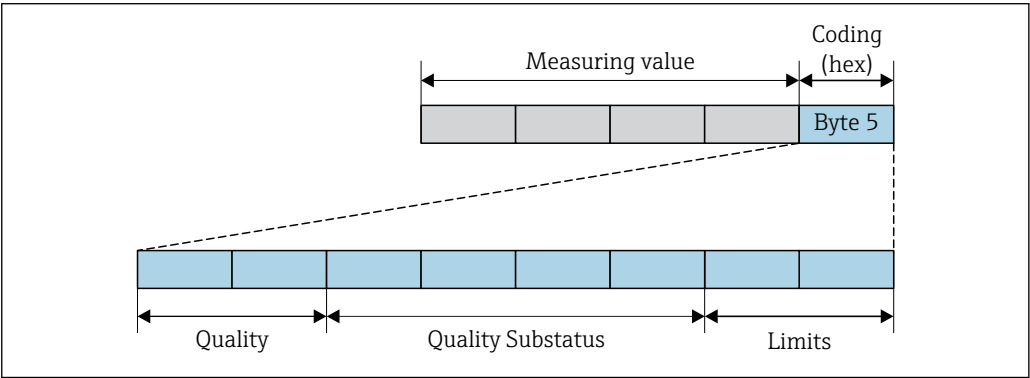 Coding
(hex)
Measuring value
Byte 5
Quality
Quality Substatus
Limits